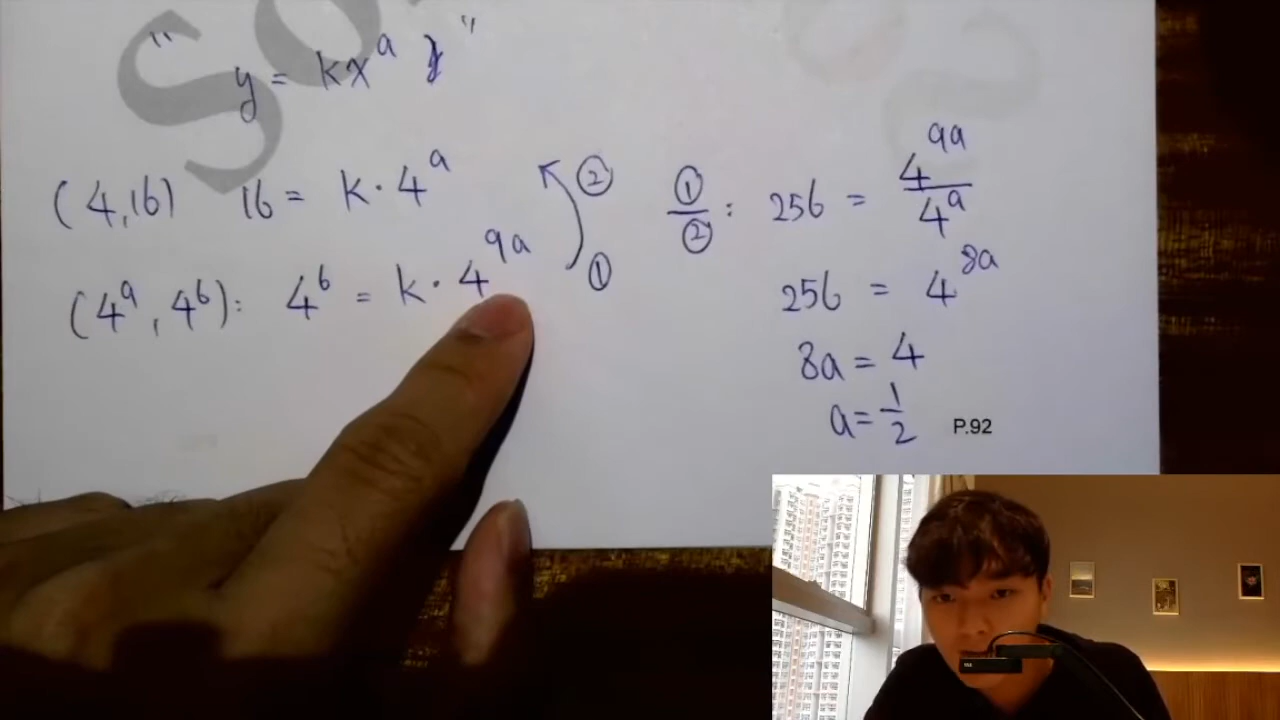 " y = kx^a "
(4,16) 16 = k · 4^a ②
(4^9, 4^6): 4^6 = k · 4^9a ①
①/② : 256 = 4^9a / 4^a
256 = 4^8a
8a = 4
a = 1/2
P.92